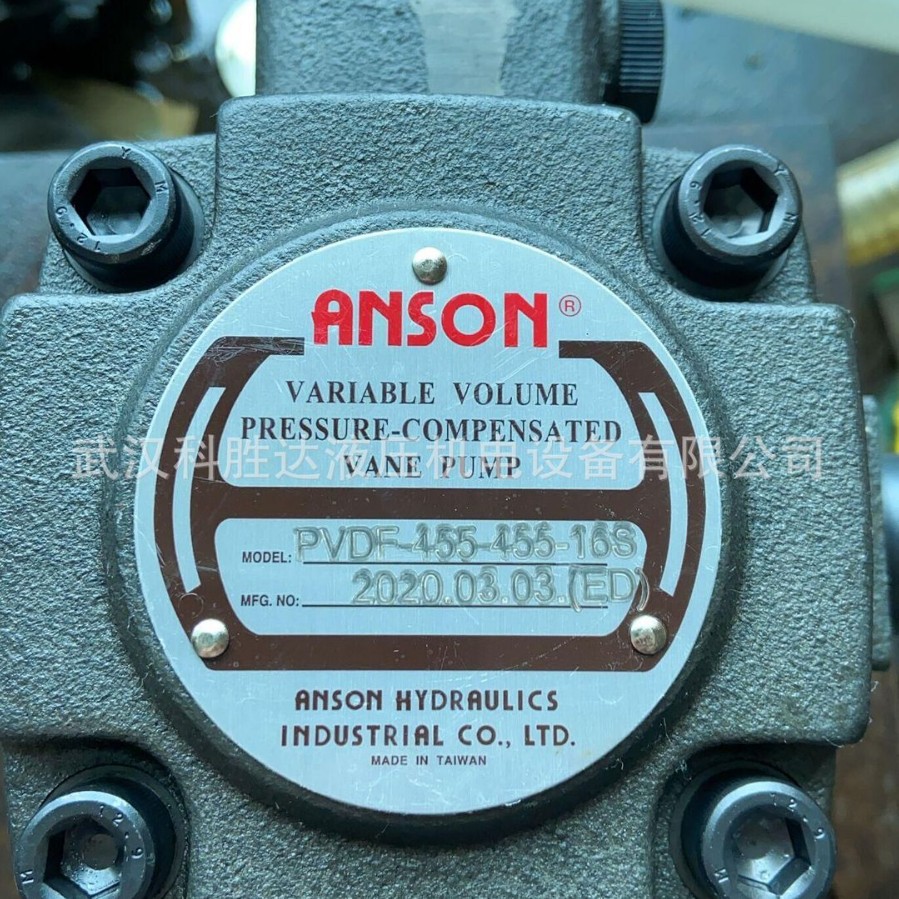 ANSON®
VARIABLE VOLUME
PRESSURE-COMPENSATED
武汉科胜达液压机电设备有限公司
VANE PUMP
MODEL: PVDF-455-455-16S
MFG. NO: 2020.03.03.(ED)
ANSON HYDRAULICS
INDUSTRIAL CO., LTD.
MADE IN TAIWAN